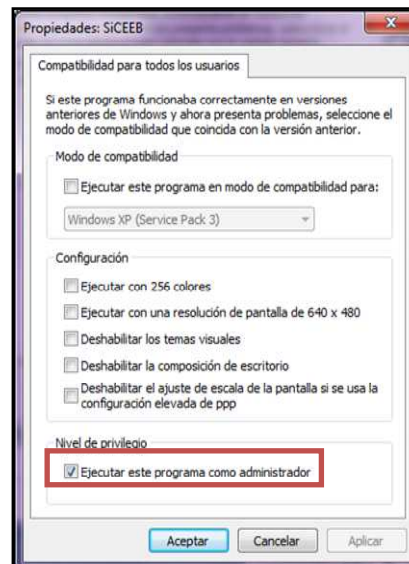 Propiedades: SiCEEB
Compatibilidad para todos los usuarios
Si este programa funcionaba correctamente en versiones
anteriores de Windows y ahora presenta problemas, seleccione el
modo de compatibilidad que coincida con la versión anterior.
Modo de compatibilidad
Ejecutar este programa en modo de compatibilidad para:
Windows XP (Service Pack 3)
Configuración
Ejecutar con 256 colores
Ejecutar con una resolución de pantalla de 640 x 480
Deshabilitar los temas visuales
Deshabilitar la composición de escritorio
Deshabilitar el ajuste de escala de la pantalla si se usa la
configuración elevada de ppp
Nivel de privilegio
Ejecutar este programa como administrador
Aceptar Cancelar Aplicar